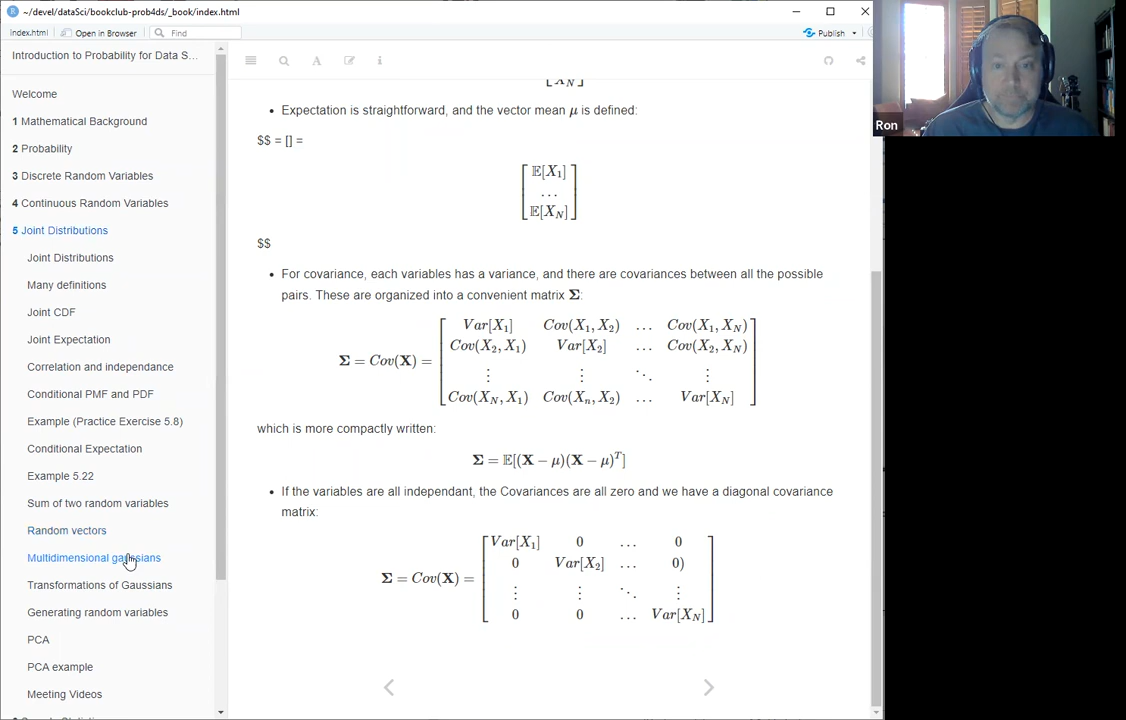 ~/devel/dataSci/bookclub-prob4ds/_book/index.html
index.html Open in Browser Find Publish
Introduction to Probability for Data S...
Welcome
1 Mathematical Background
2 Probability
3 Discrete Random Variables
4 Continuous Random Variables
5 Joint Distributions
Joint Distributions
Many definitions
Joint CDF
Joint Expectation
Correlation and independance
Conditional PMF and PDF
Example (Practice Exercise 5.8)
Conditional Expectation
Example 5.22
Sum of two random variables
Random vectors
Multidimensional gaussians
Transformations of Gaussians
Generating random variables
PCA
PCA example
Meeting Videos
[X_N]
• Expectation is straightforward, and the vector mean μ is defined:
$$ = [] =
𝔼[X₁]
…
𝔼[X_N]
$$
• For covariance, each variables has a variance, and there are covariances between all the possible
pairs. These are organized into a convenient matrix Σ:
Var[X₁] Cov(X₁, X₂) … Cov(X₁, X_N)
Cov(X₂, X₁) Var[X₂] … Cov(X₂, X_N)
Σ = Cov(X) =
⋮ ⋮ ⋱ ⋮
Cov(X_N, X₁) Cov(X_n, X₂) … Var[X_N]
which is more compactly written:
Σ = 𝔼[(X − μ)(X − μ)^T]
• If the variables are all independant, the Covariances are all zero and we have a diagonal covariance
matrix:
Var[X₁] 0 … 0
0 Var[X₂] … 0)
Σ = Cov(X) =
⋮ ⋮ ⋱ ⋮
0 0 … Var[X_N]
Ron